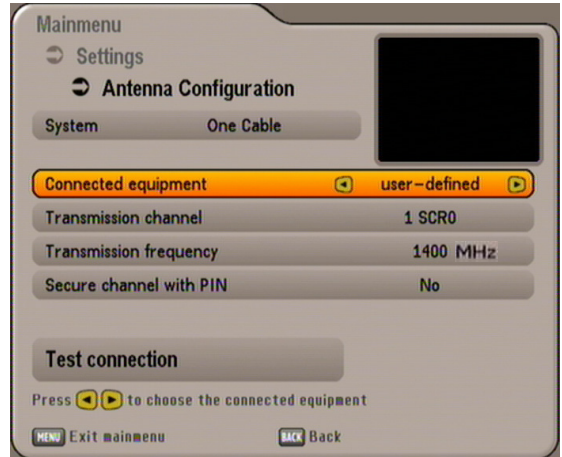 Mainmenu
Settings
Antenna Configuration
System One Cable
Connected equipment user-defined
Transmission channel 1 SCR0
Transmission frequency 1400 MHz
Secure channel with PIN No
Test connection
Press to choose the connected equipment
MENU Exit mainmenu BACK Back